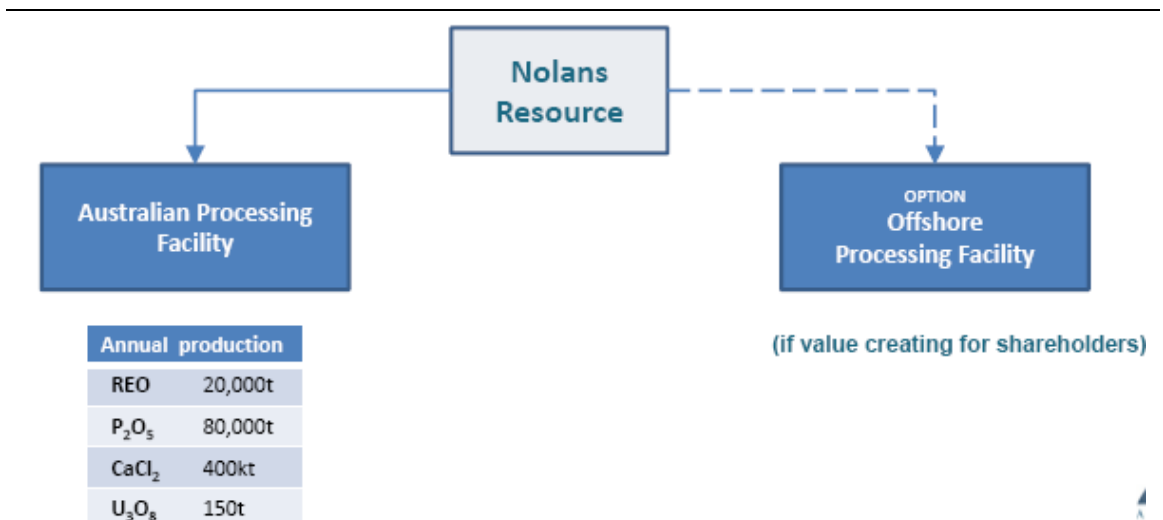 Nolans
Resource
Australian Processing
Facility
OPTION
Offshore
Processing Facility
(if value creating for shareholders)
Annual production
REO 20,000t
P₂O₅ 80,000t
CaCl₂ 400kt
U₃O₈ 150t